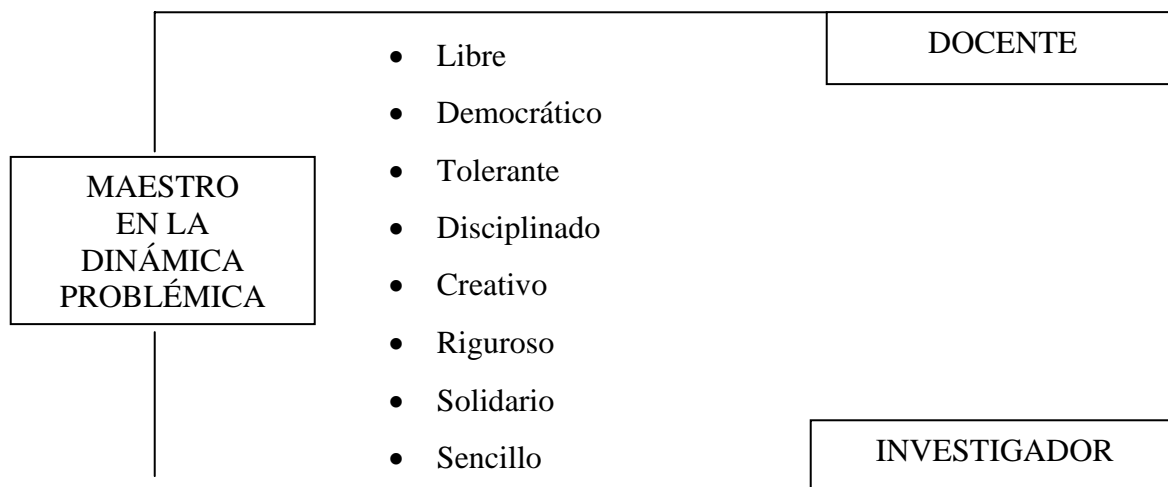 DOCENTE
• Libre
• Democrático
• Tolerante
• Disciplinado
• Creativo
• Riguroso
• Solidario
• Sencillo
MAESTRO
EN LA
DINÁMICA
PROBLÉMICA
INVESTIGADOR